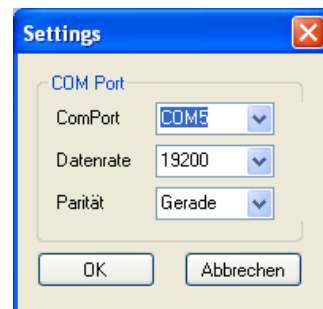 Settings
COM Port
ComPort COM5
Datenrate 19200
Parität Gerade
OK Abbrechen